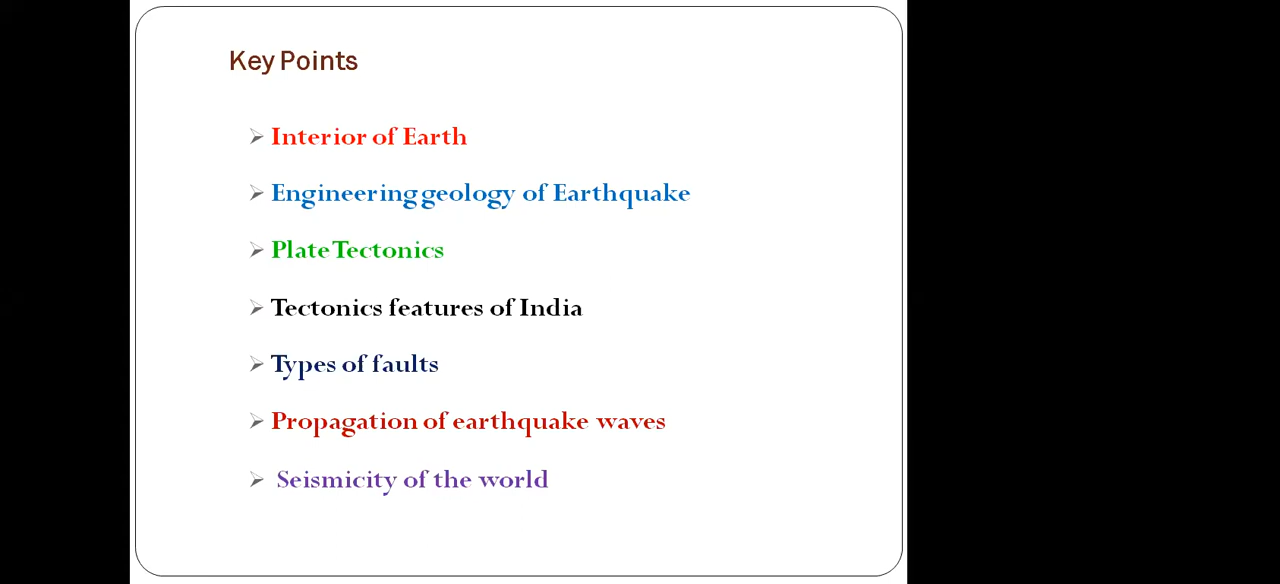 Key Points
Interior of Earth
Engineering geology of Earthquake
Plate Tectonics
Tectonics features of India
Types of faults
Propagation of earthquake waves
Seismicity of the world